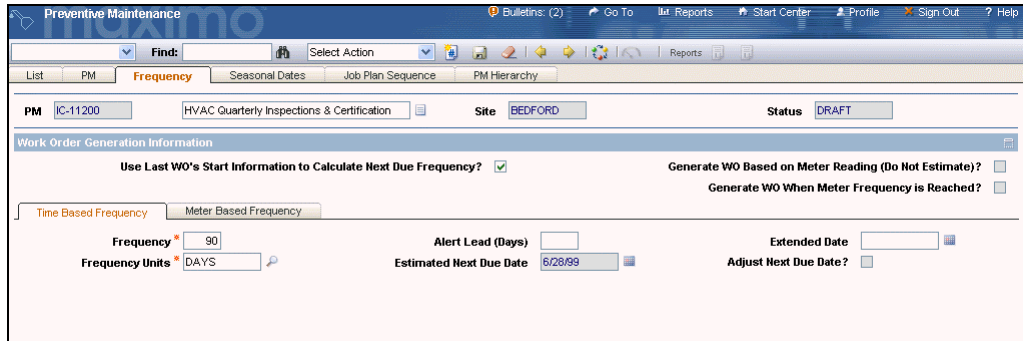 Preventive Maintenance Bulletins: (2) Go To Reports Start Center Profile Sign Out ? Help
maximo
Find: Select Action Reports
List PM Frequency Seasonal Dates Job Plan Sequence PM Hierarchy
PM IC-11200 HVAC Quarterly Inspections & Certification Site BEDFORD Status DRAFT
Work Order Generation Information
Use Last WO's Start Information to Calculate Next Due Frequency? Generate WO Based on Meter Reading (Do Not Estimate)?
Generate WO When Meter Frequency is Reached?
Time Based Frequency Meter Based Frequency
Frequency * 90 Alert Lead (Days) Extended Date
Frequency Units * DAYS Estimated Next Due Date 6/28/99 Adjust Next Due Date?